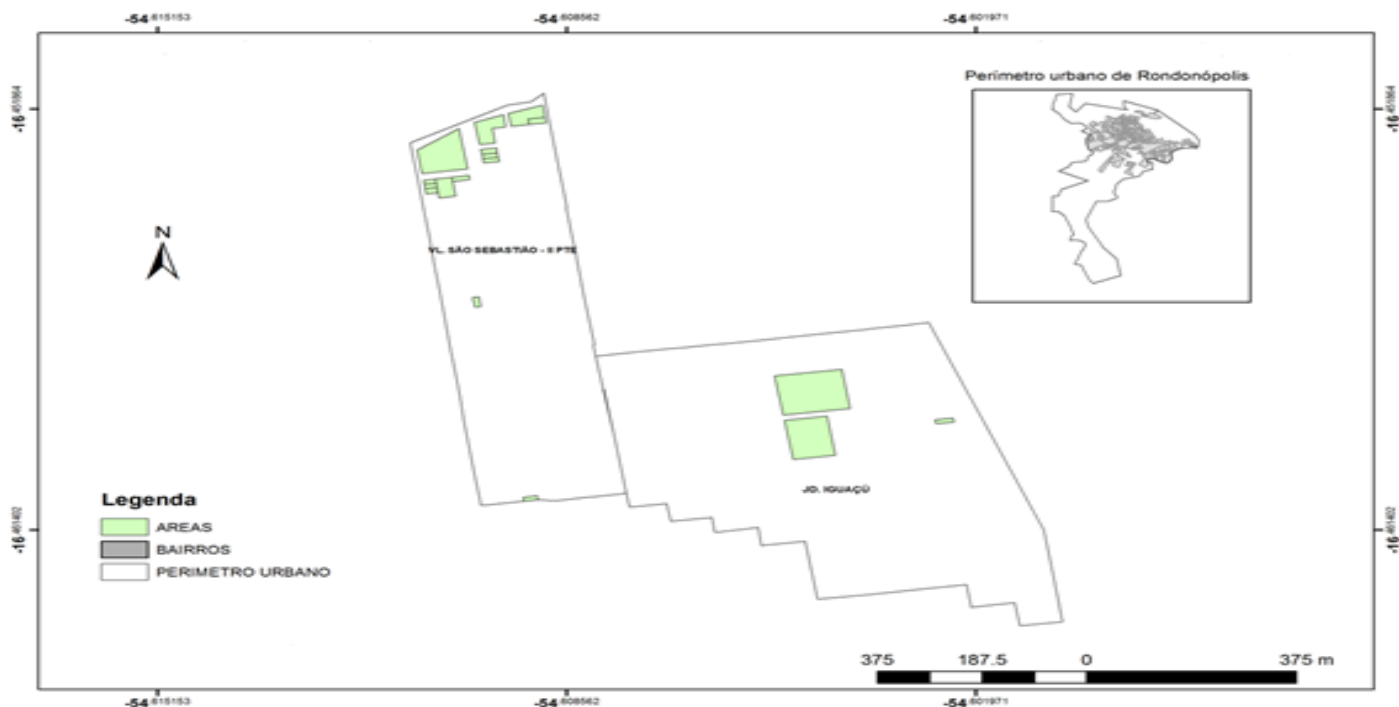 -54.615153 -54.608562 -54.601971
-16.451864 -16.451864
Perímetro urbano de Rondonópolis
N
VL. SÃO SEBASTIÃO - II PTE
JD. IGUAÇÚ
Legenda
AREAS
BAIRROS
PERIMETRO URBANO
-16.461402 -16.461402
375 187.5 0 375 m
-54.615153 -54.608562 -54.601971